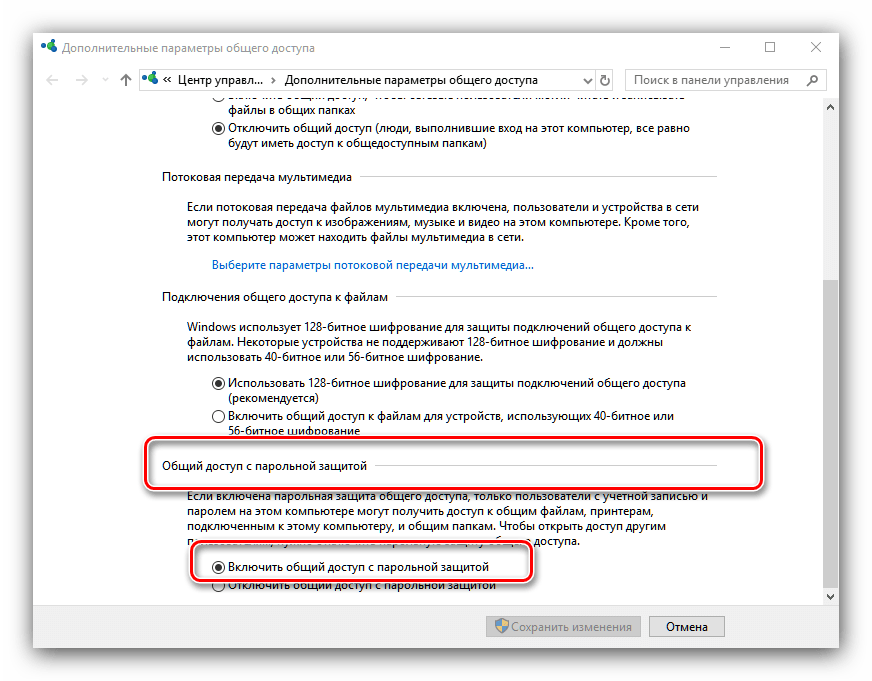 Дополнительные параметры общего доступа
« Центр управл... › Дополнительные параметры общего доступа
Поиск в панели управления
файлы в общих папках
Отключить общий доступ (люди, выполнившие вход на этот компьютер, все равно
будут иметь доступ к общедоступным папкам)
Потоковая передача мультимедиа
Если потоковая передача файлов мультимедиа включена, пользователи и устройства в сети
могут получать доступ к изображениям, музыке и видео на этом компьютере. Кроме того,
этот компьютер может находить файлы мультимедиа в сети.
Выберите параметры потоковой передачи мультимедиа...
Подключения общего доступа к файлам
Windows использует 128-битное шифрование для защиты подключений общего доступа к
файлам. Некоторые устройства не поддерживают 128-битное шифрование и должны
использовать 40-битное или 56-битное шифрование.
Использовать 128-битное шифрование для защиты подключений общего доступа
(рекомендуется)
Включить общий доступ к файлам для устройств, использующих 40-битное или
56-битное шифрование
Общий доступ с парольной защитой
Если включена парольная защита общего доступа, только пользователи с учетной записью и
паролем на этом компьютере могут получить доступ к общим файлам, принтерам,
подключенным к этому компьютеру, и общим папкам. Чтобы открыть доступ другим
доступа.
Включить общий доступ с парольной защитой
Отключить общий доступ с парольной защитой
Сохранить изменения
Отмена